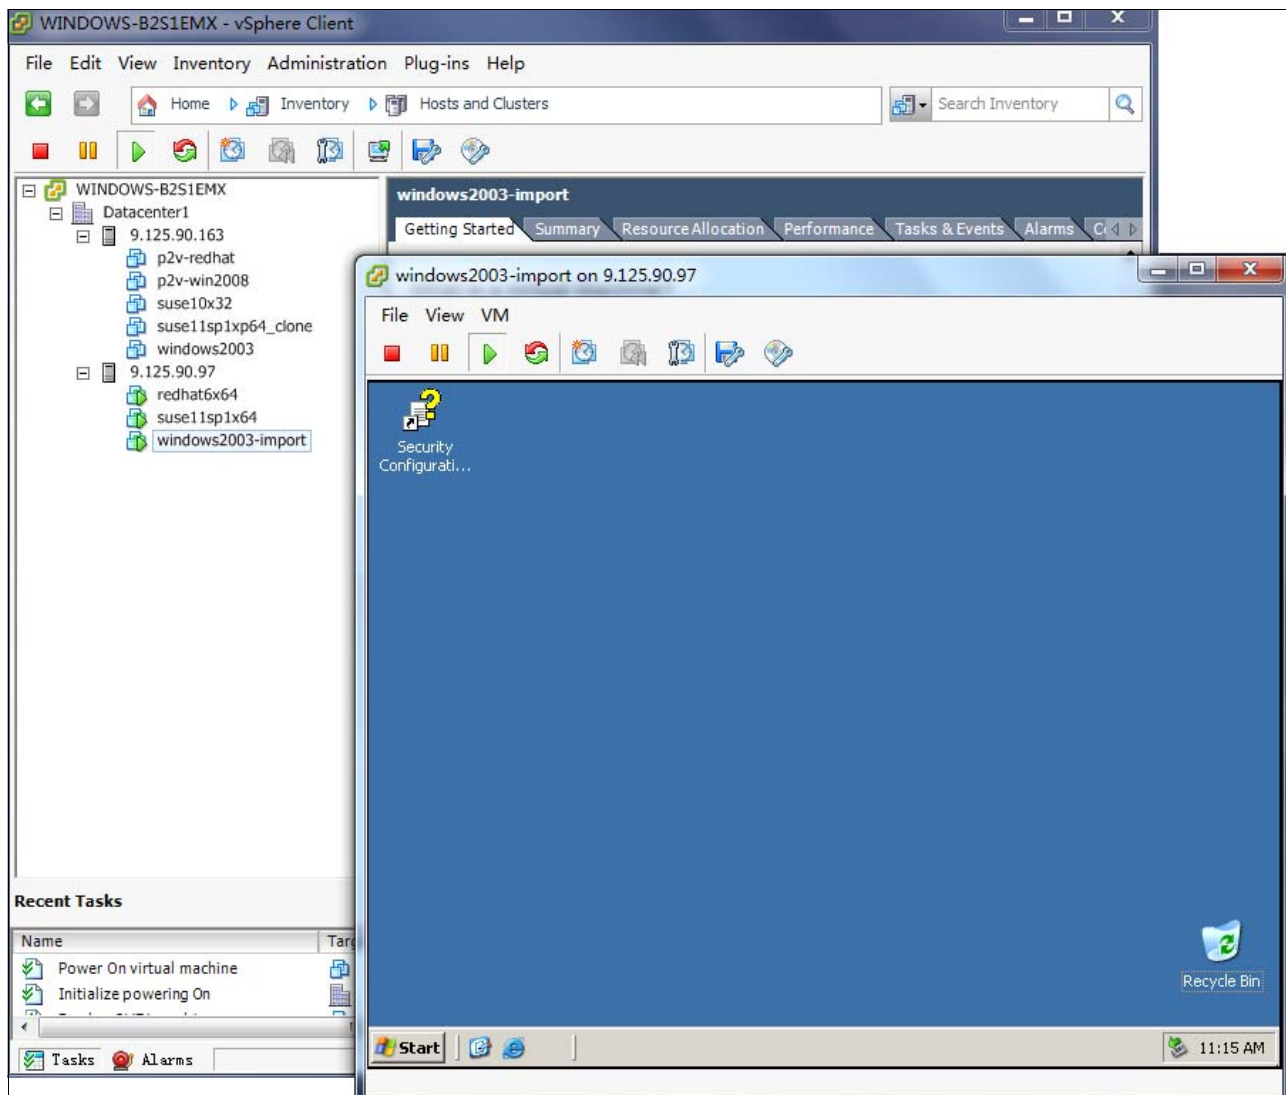 WINDOWS-B2S1EMX - vSphere Client
File Edit View Inventory Administration Plug-ins Help
Home Inventory Hosts and Clusters Search Inventory
WINDOWS-B2S1EMX
Datacenter1
9.125.90.163
p2v-redhat
p2v-win2008
suse10x32
suse11sp1xp64_clone
windows2003
9.125.90.97
redhat6x64
suse11sp1x64
windows2003-import
windows2003-import
Getting Started Summary Resource Allocation Performance Tasks & Events Alarms
windows2003-import on 9.125.90.97
File View VM
Security
Configurati...
Recycle Bin
Start
11:15 AM
Recent Tasks
Name Targ
Power On virtual machine
Initialize powering On
Tasks Alarms